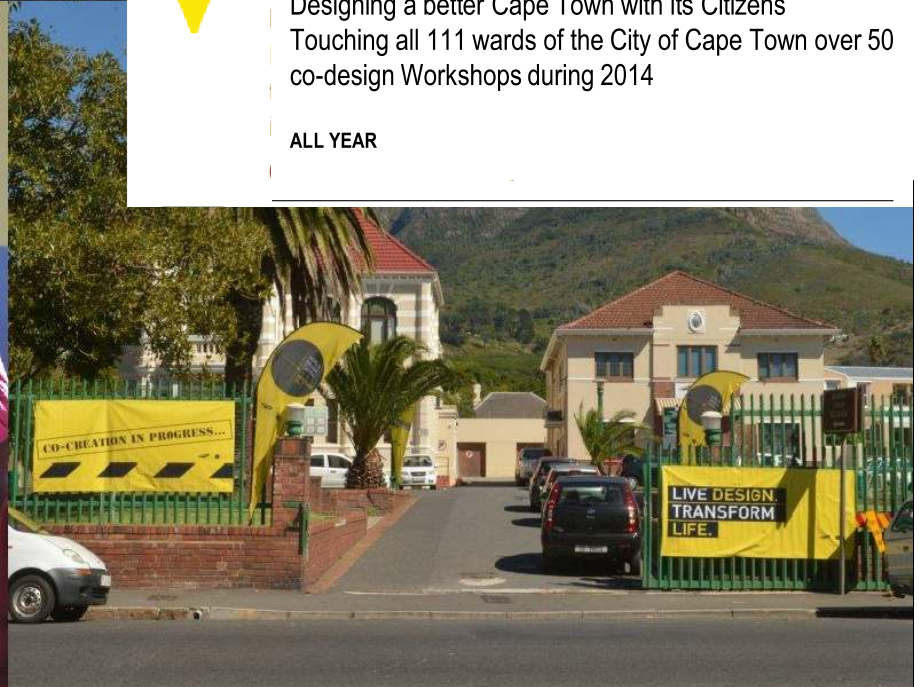 Designing a better Cape Town with its Citizens
Touching all 111 wards of the City of Cape Town over 50
co-design Workshops during 2014
ALL YEAR
CO-CREATION IN PROGRESS...
LIVE DESIGN.
TRANSFORM
LIFE.